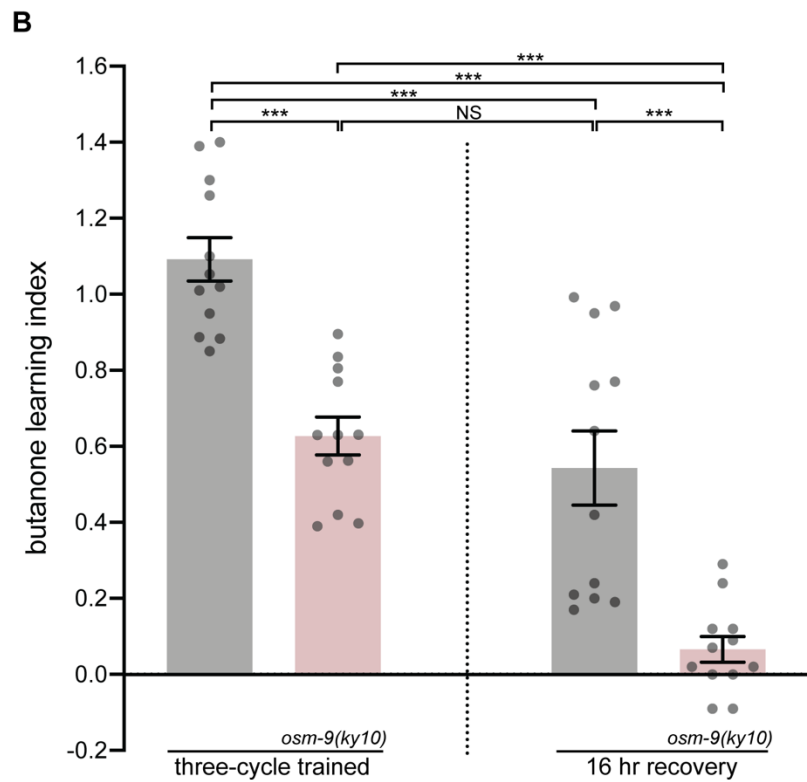 B
***
***
***
*** NS ***
1.6
1.4
1.2
1.0
0.8
0.6
0.4
0.2
0.0
-0.2
butanone learning index
osm-9(ky10) osm-9(ky10)
three-cycle trained 16 hr recovery